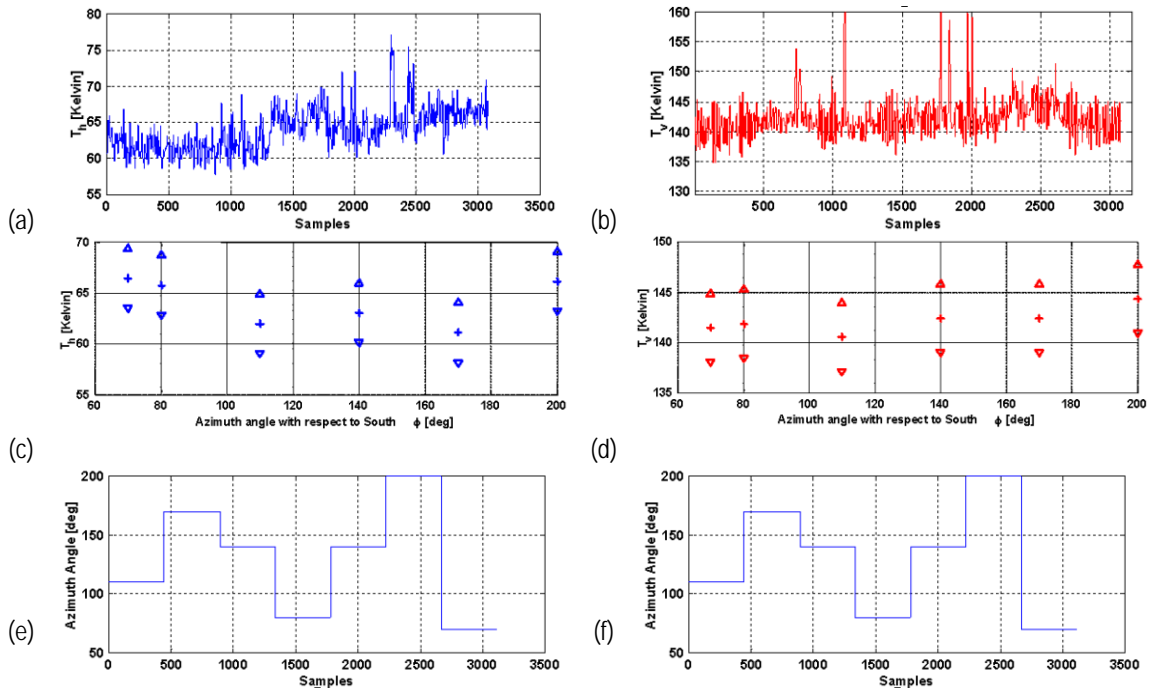 80
75
70
65
60
55
T_h [Kelvin]
0 500 1000 1500 2000 2500 3000 3500
Samples
(a)
160
155
150
145
140
135
130
T_v [Kelvin]
500 1000 1500 2000 2500 3000
Samples
(b)
70
65
60
55
T_h [Kelvin]
60 80 100 120 140 160 180 200
Azimuth angle with respect to South ϕ [deg]
(c)
150
145
140
135
T_v [Kelvin]
60 80 100 120 140 160 180 200
Azimuth angle with respect to South ϕ [deg]
(d)
200
150
100
50
Azimuth Angle [deg]
0 500 1000 1500 2000 2500 3000 3500
Samples
(e)
200
150
100
50
Azimuth Angle [deg]
0 500 1000 1500 2000 2500 3000 3500
Samples
(f)